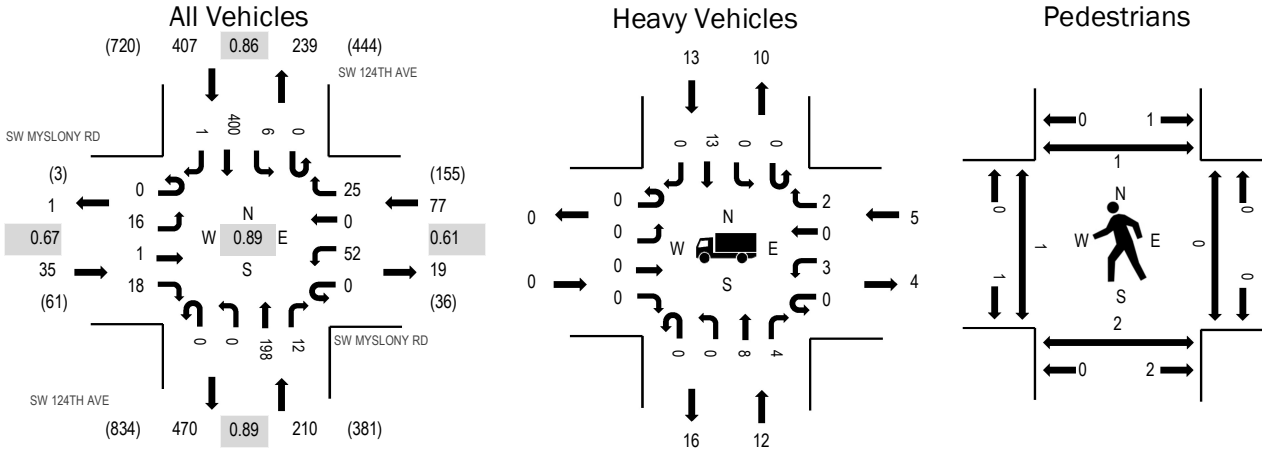 All Vehicles
Heavy Vehicles
Pedestrians
(720) 407 0.86 239 (444)
SW 124TH AVE
SW MYSLONY RD
1 400 6 0
(3)
1
0.67
35
(61)
0
16
1
18
N
W 0.89 E
S
25
0
52
0
(155)
77
0.61
19
(36)
0 0 198 12
SW MYSLONY RD
SW 124TH AVE
(834) 470 0.89 210 (381)
13 10
0 13 0 0
0
0
0
0
0
0
N
W E
S
2
0
3
0
5
4
0 0 8 4
16 12
0 1
1
0
1
1
N
W E
S
0
0
0
2
0 2